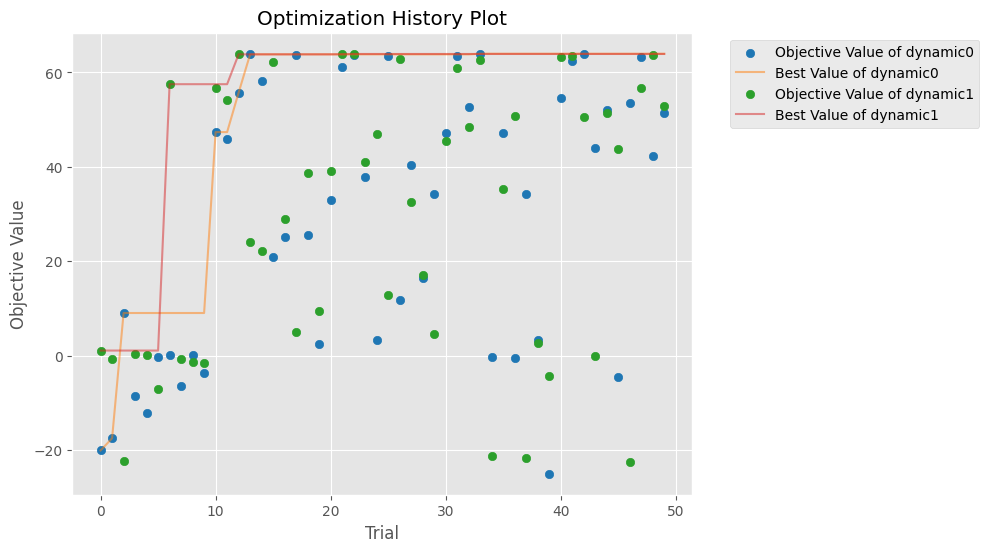 Optimization History Plot
Objective Value of dynamic0
Best Value of dynamic0
Objective Value of dynamic1
Best Value of dynamic1
Objective Value
60
40
20
0
−20
0
10
20
30
40
50
Trial